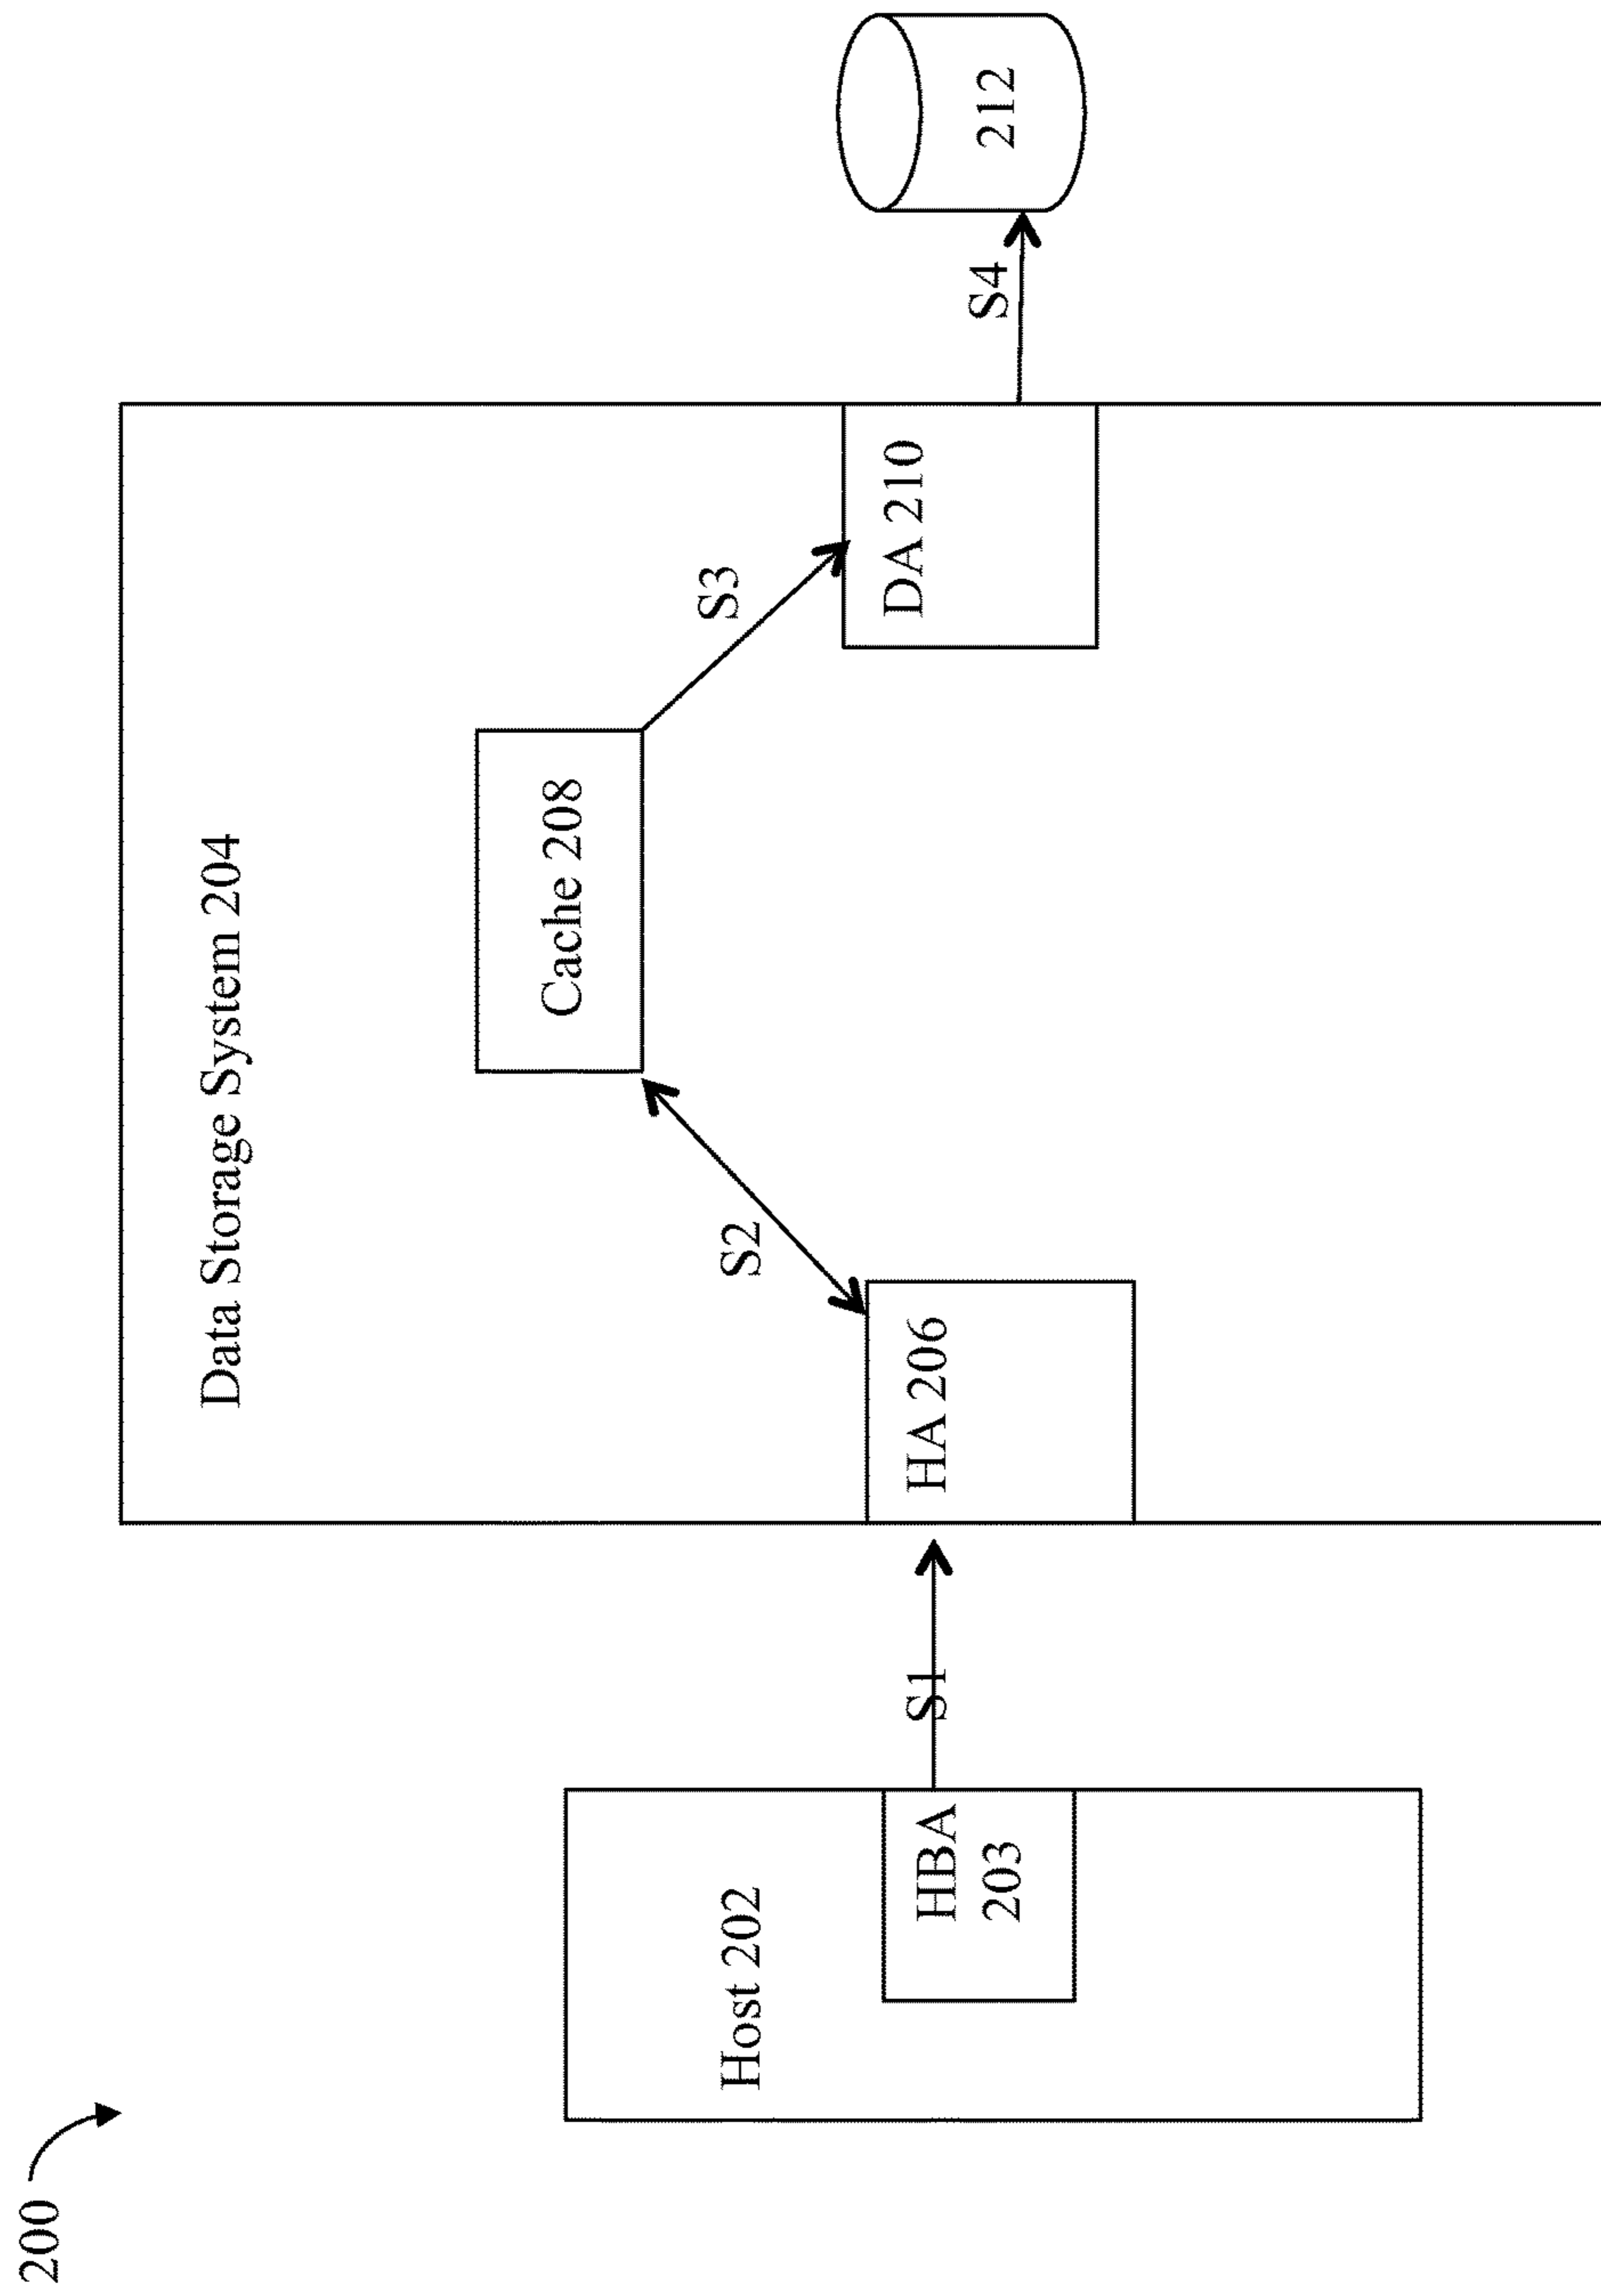 200
Data Storage System 204
Host 202
HBA
203
S1
HA 206
S2
Cache 208
S3
DA 210
S4
212